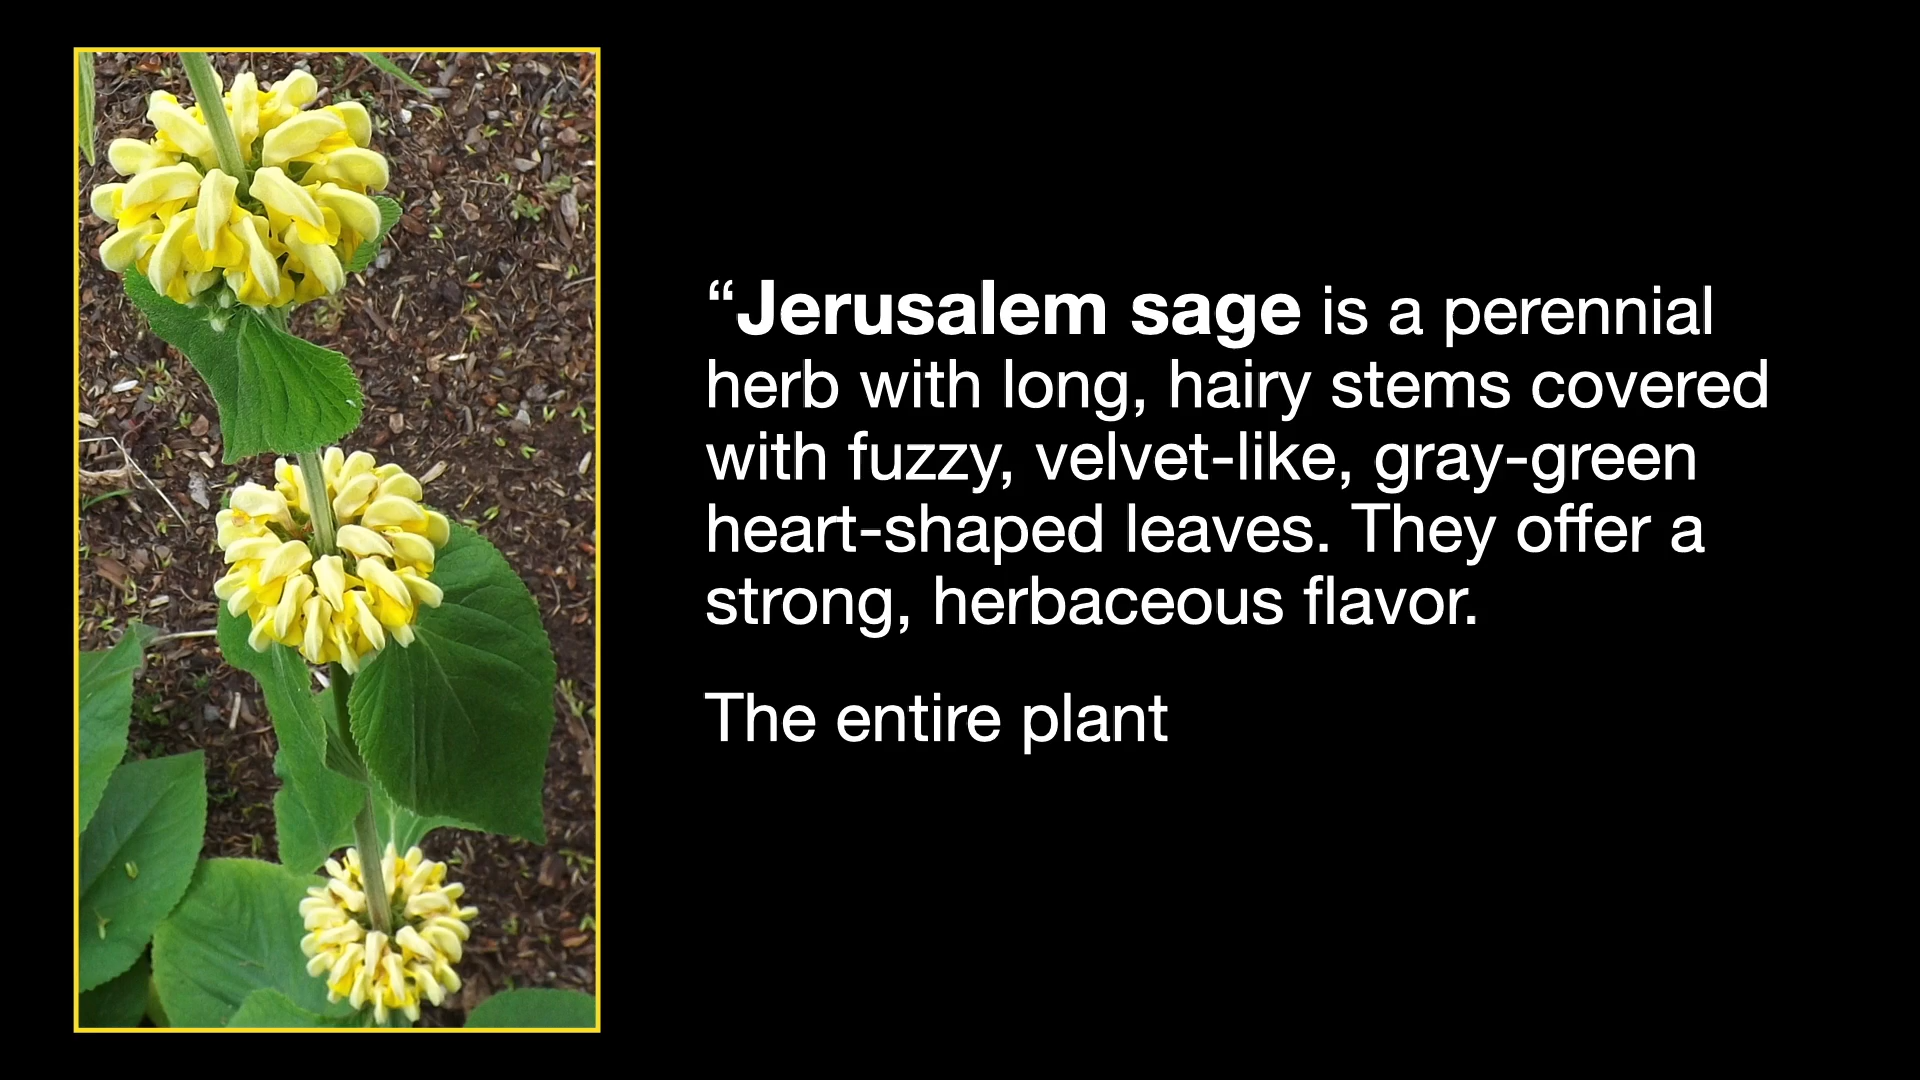 “Jerusalem sage is a perennial
herb with long, hairy stems covered
with fuzzy, velvet-like, gray-green
heart-shaped leaves. They offer a
strong, herbaceous flavor.
The entire plant